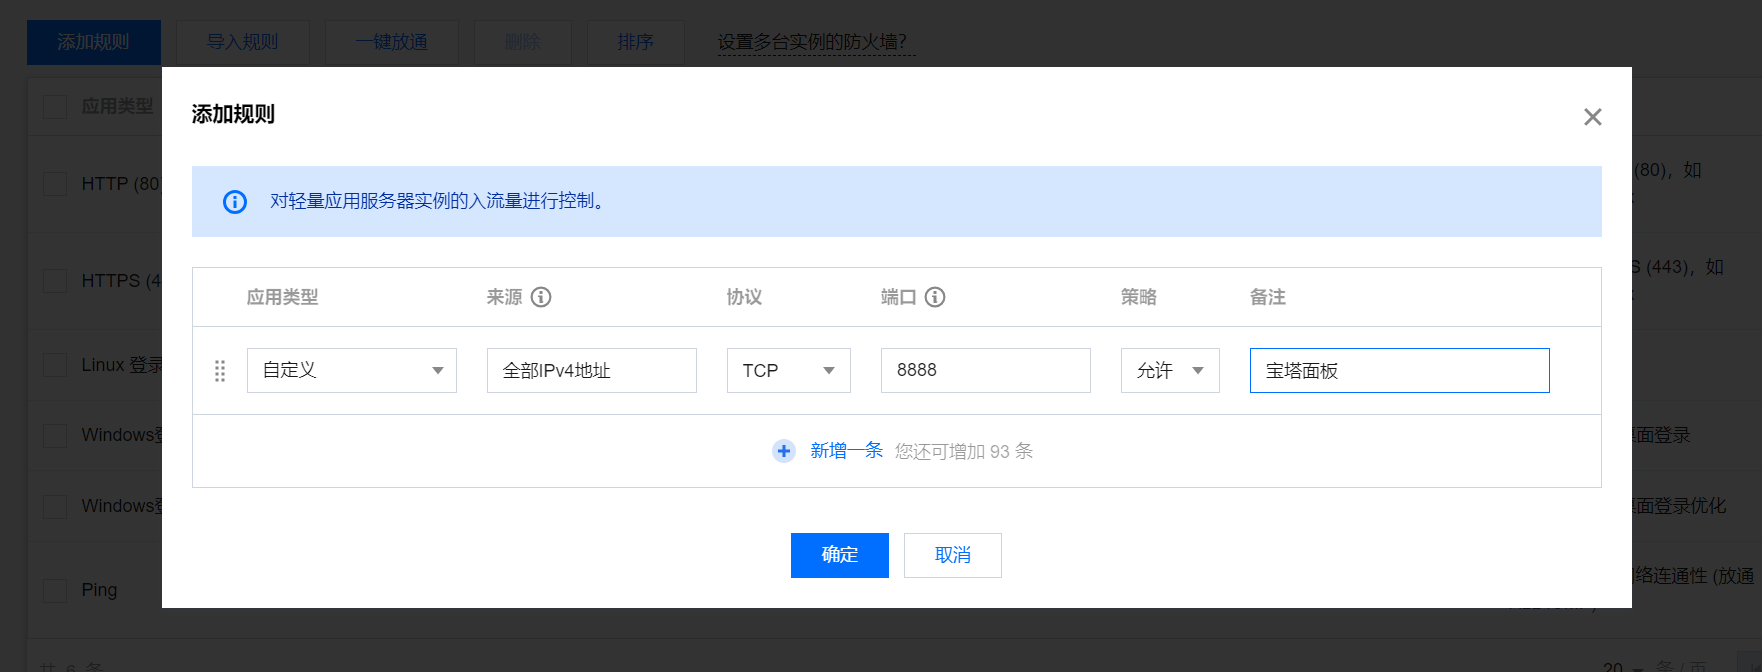 添加规则 导入规则 一键放通 删除 排序 设置多台实例的防火墙?
应用类型
添加规则
对轻量应用服务器实例的入流量进行控制。
HTTP (80 (80)，如
HTTPS (4 S (443)，如
应用类型 来源 协议 端口 策略 备注
Linux 登录
自定义 全部IPv4地址 TCP 8888 允许 宝塔面板
新增一条 您还可增加 93 条
Windows登 桌面登录
Windows登 桌面登录优化
确定 取消
Ping 络连通性 (放通
共 6 条 20 条 / 页